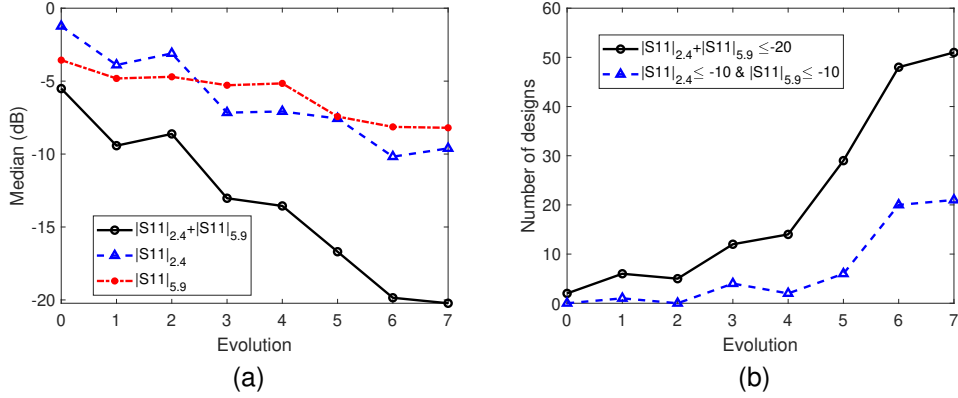 0
-5
-10
-15
-20
Median (dB)
|S11|2.4+|S11|5.9
|S11|2.4
|S11|5.9
0 1 2 3 4 5 6 7
Evolution
(a)
60
50
40
30
20
10
0
Number of designs
|S11|2.4+|S11|5.9 ≤-20
|S11|2.4≤ -10 & |S11|5.9≤ -10
0 1 2 3 4 5 6 7
Evolution
(b)